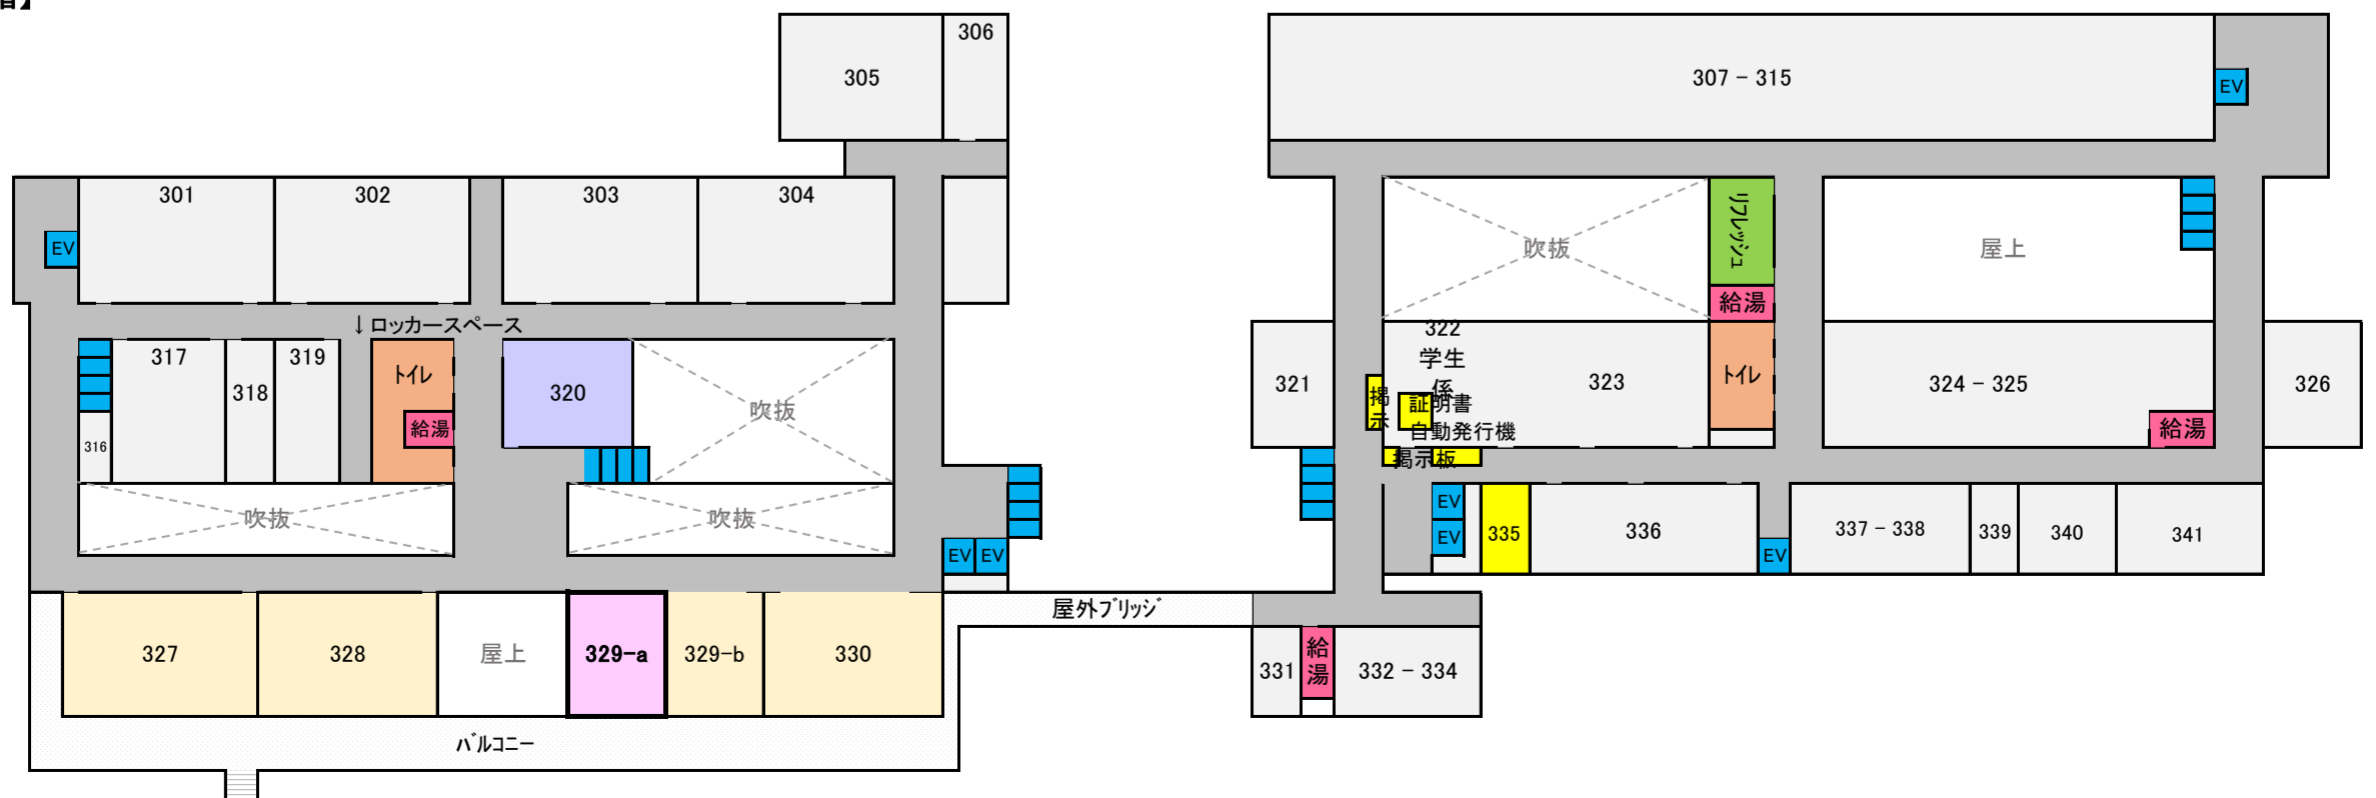 306
305
307 - 315
EV
301
302
303
304
リフレッシュ
EV
吹抜
屋上
給湯
↓ロッカースペース
322
学生
係
317
318
319
トイレ
320
吹抜
321
掲
示
証明書
自動発行機
掲示板
323
トイレ
324 - 325
326
給湯
316
給湯
吹抜
吹抜
EV
EV
EV
EV
335
336
EV
337 - 338
339
340
341
屋外ブリッジ
327
328
屋上
329-a
329-b
330
331
給
湯
332 - 334
バルコニー